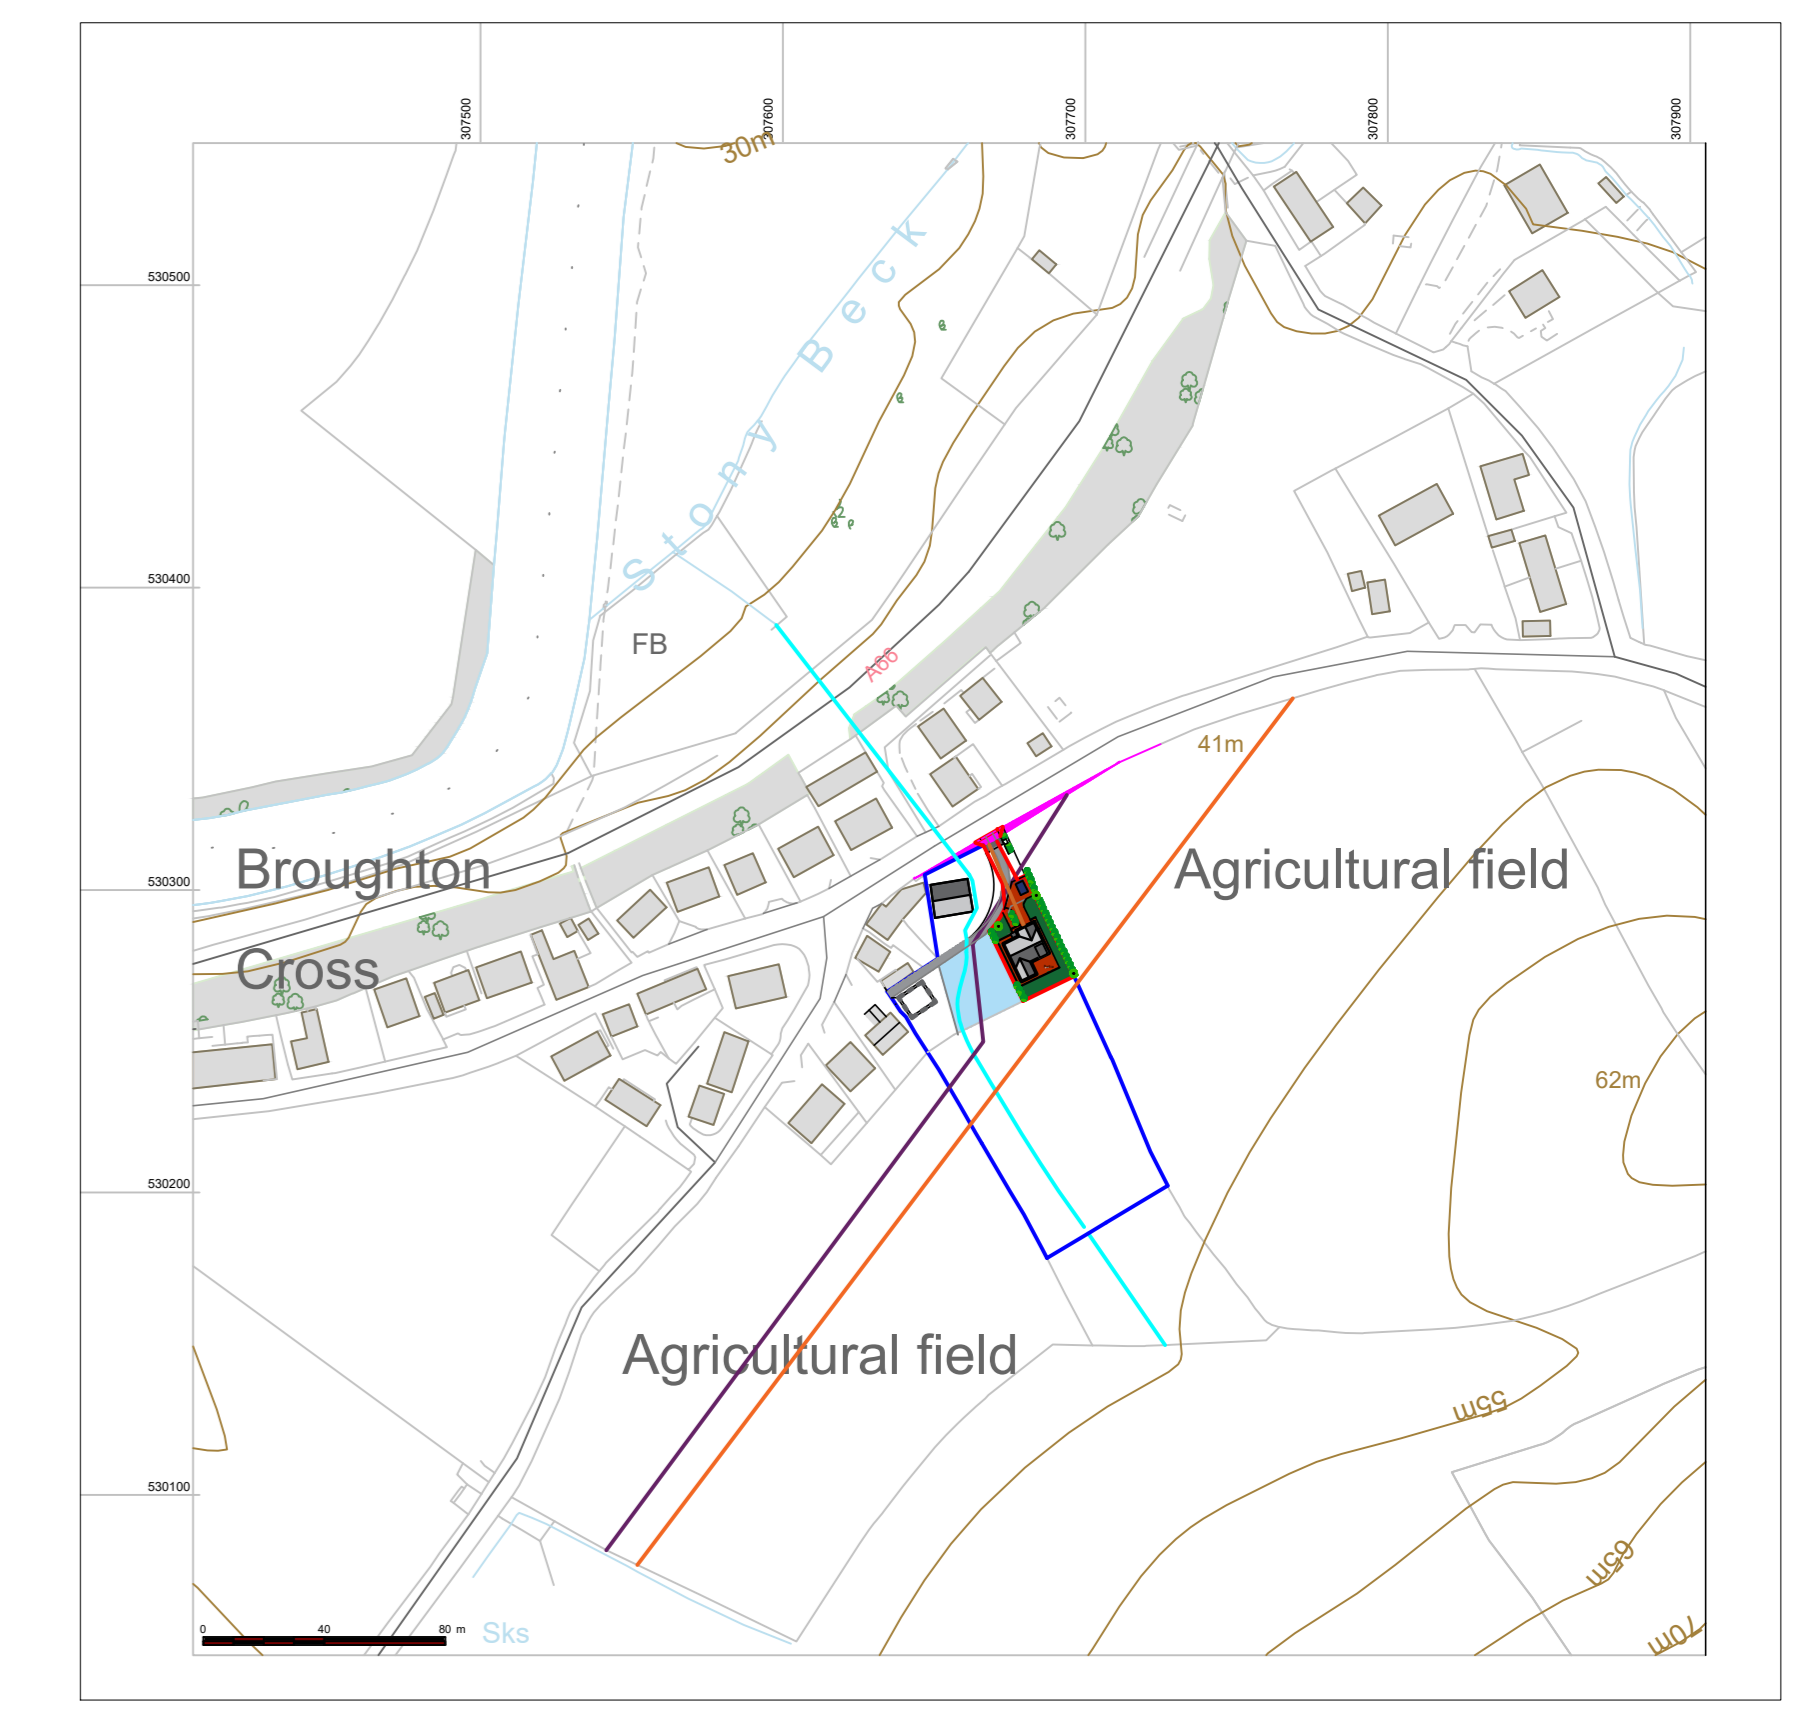 307500
307600
307700
307800
307900
30m
530500
Stony Beck
530400
FB
A66
41m
530300
Broughton
Agricultural field
Cross
62m
530200
Agricultural field
55m
530100
65m
0 40 80 m
Sks
70m